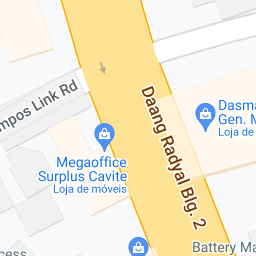 mpos Link Rd
Daang Radyal Blg. 2
Dasma
Gen. M
Loja de
Megaoffice
Surplus Cavite
Loja de móveis
Battery Ma
cess